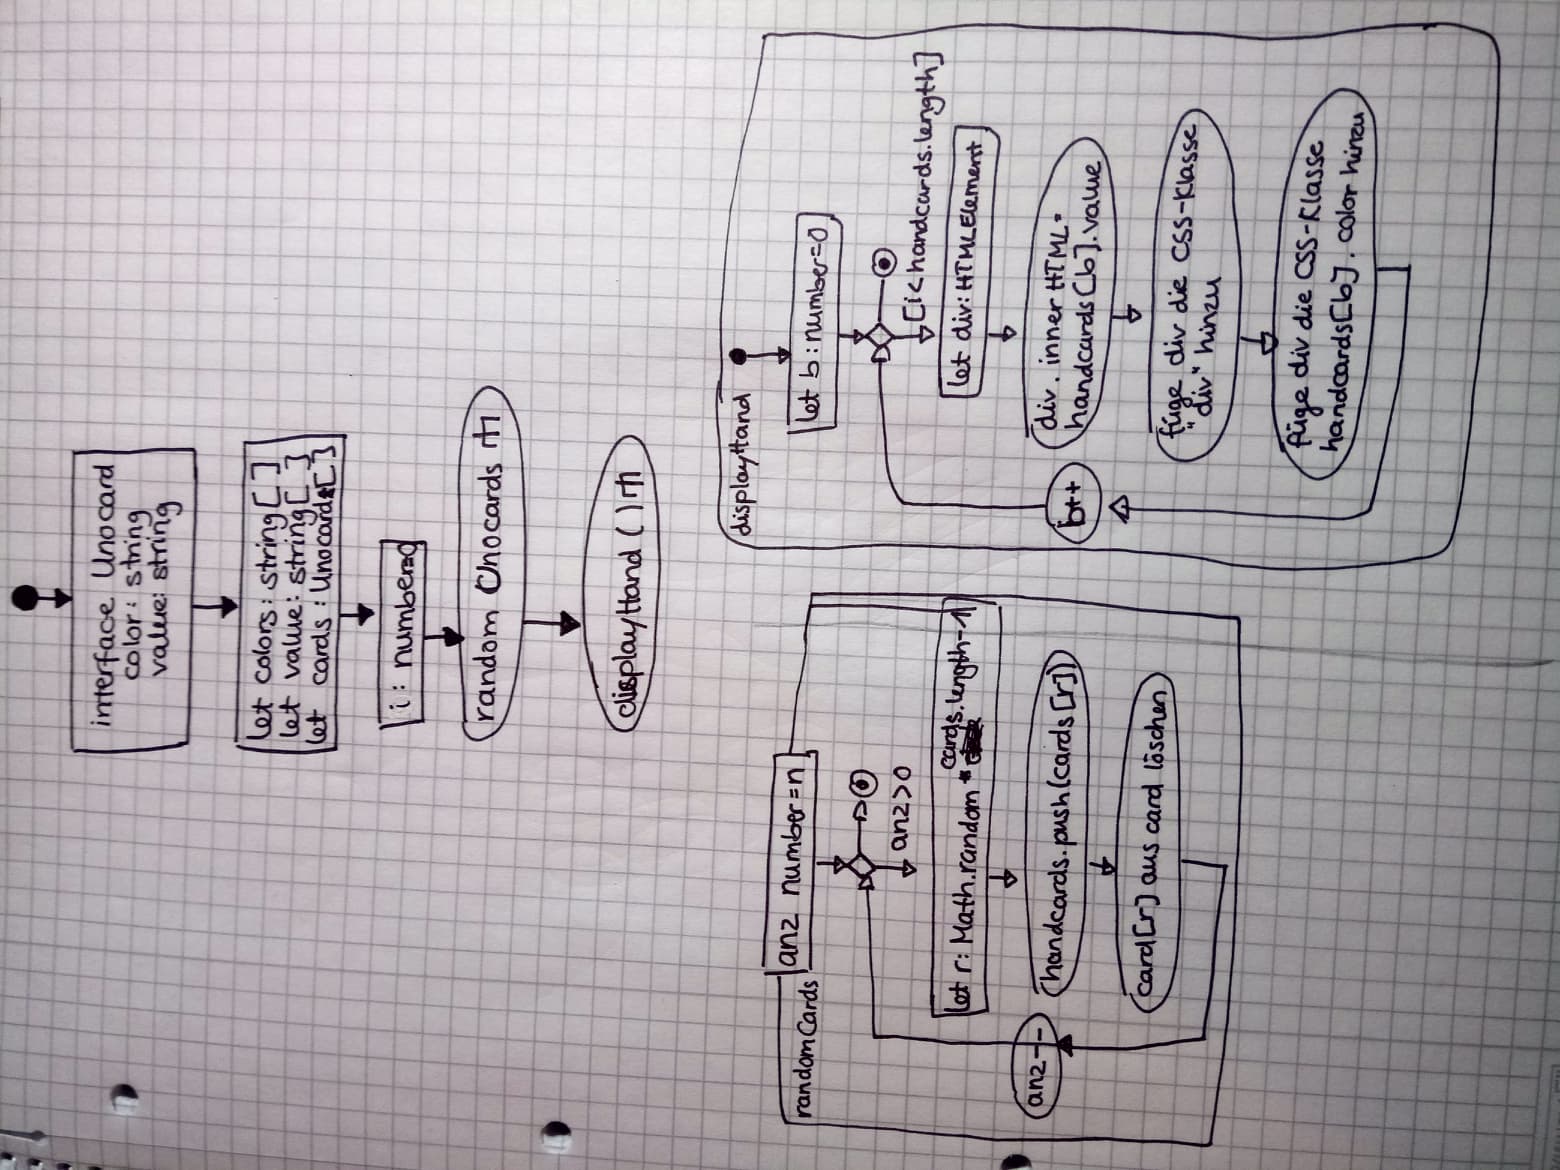 interface Unocard
color: string
value: string
let colors: string[ ]
let value: string[ ]
let cards: Unocards[ ]
i: number=0
random Unocards
displayHand ( )
randomCards
anz number=n
anz>0
let r: Math.random * cards.length-1
handcards.push(cards[r])
card[r] aus card löschen
anz--
displayHand
let b: number=0
[i<handcards.length]
let div: HTMLElement
div. inner HTML=
handcards[b].value
füge div die CSS-Klasse
"div" hinzu
füge div die CSS-Klasse
handcards[b]. color hinzu
b++